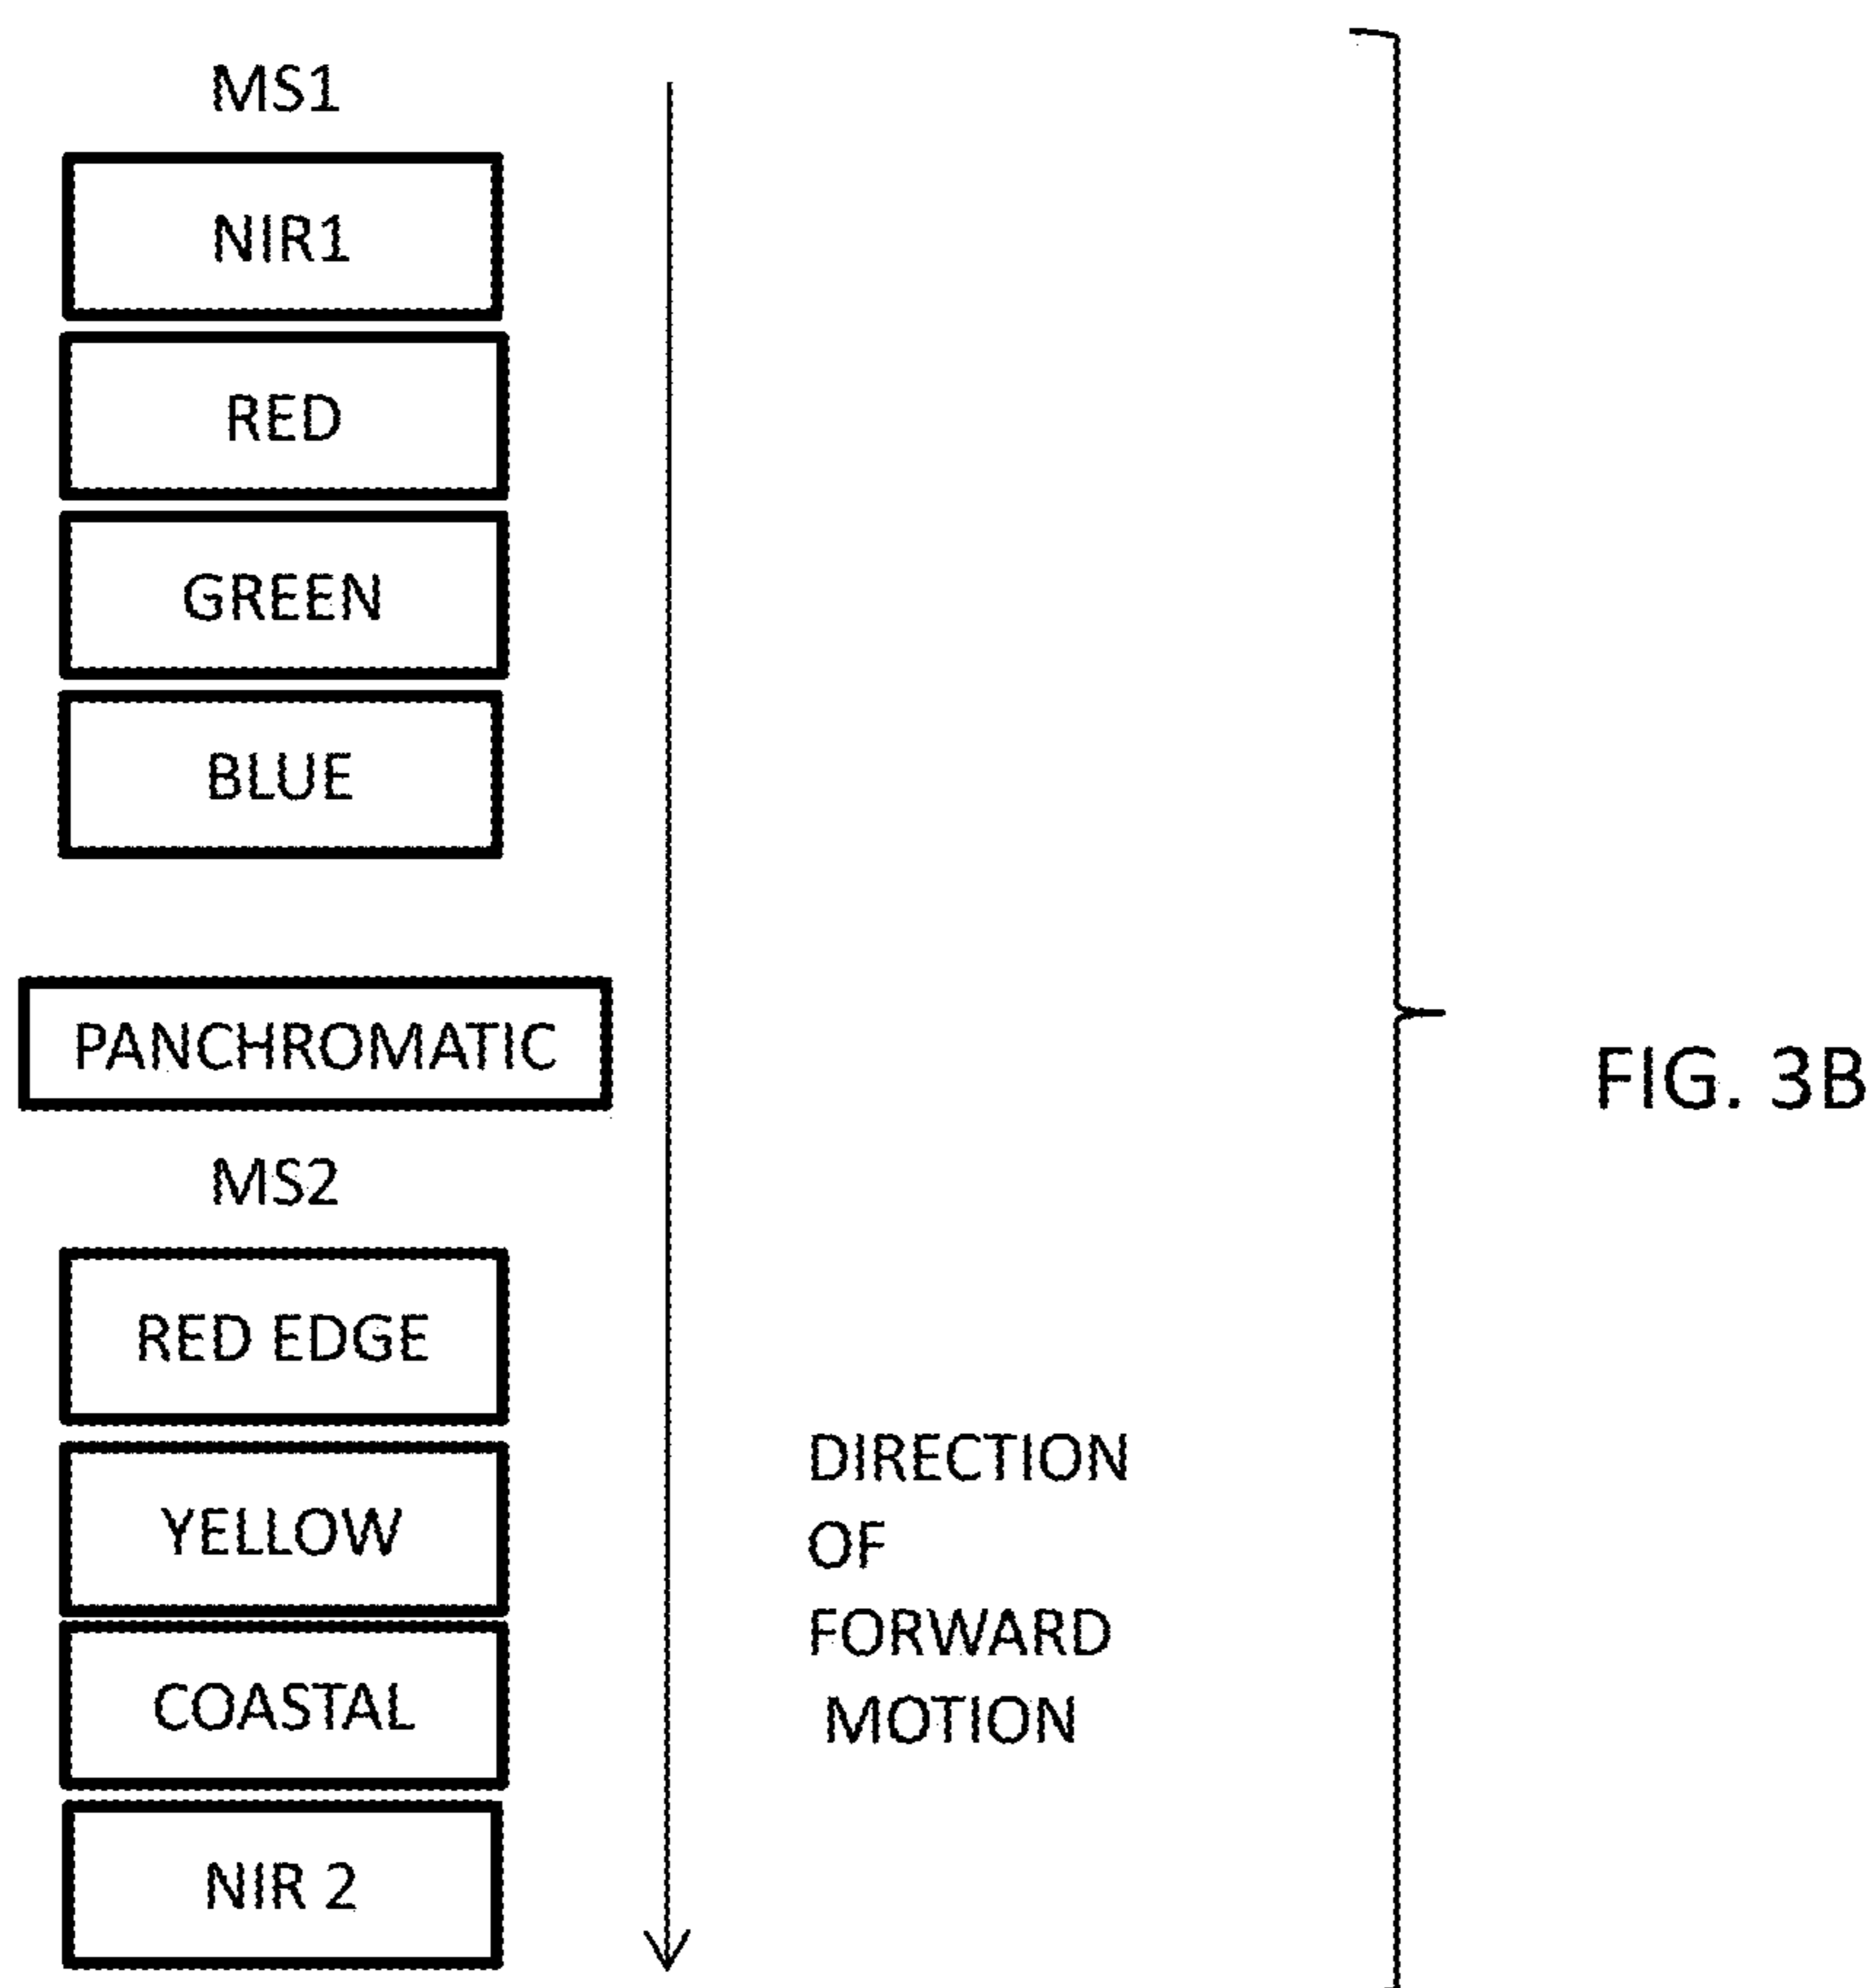 MS1
NIR1
RED
GREEN
BLUE
PANCHROMATIC
MS2
RED EDGE
YELLOW
COASTAL
NIR 2
DIRECTION
OF
FORWARD
MOTION
FIG. 3B